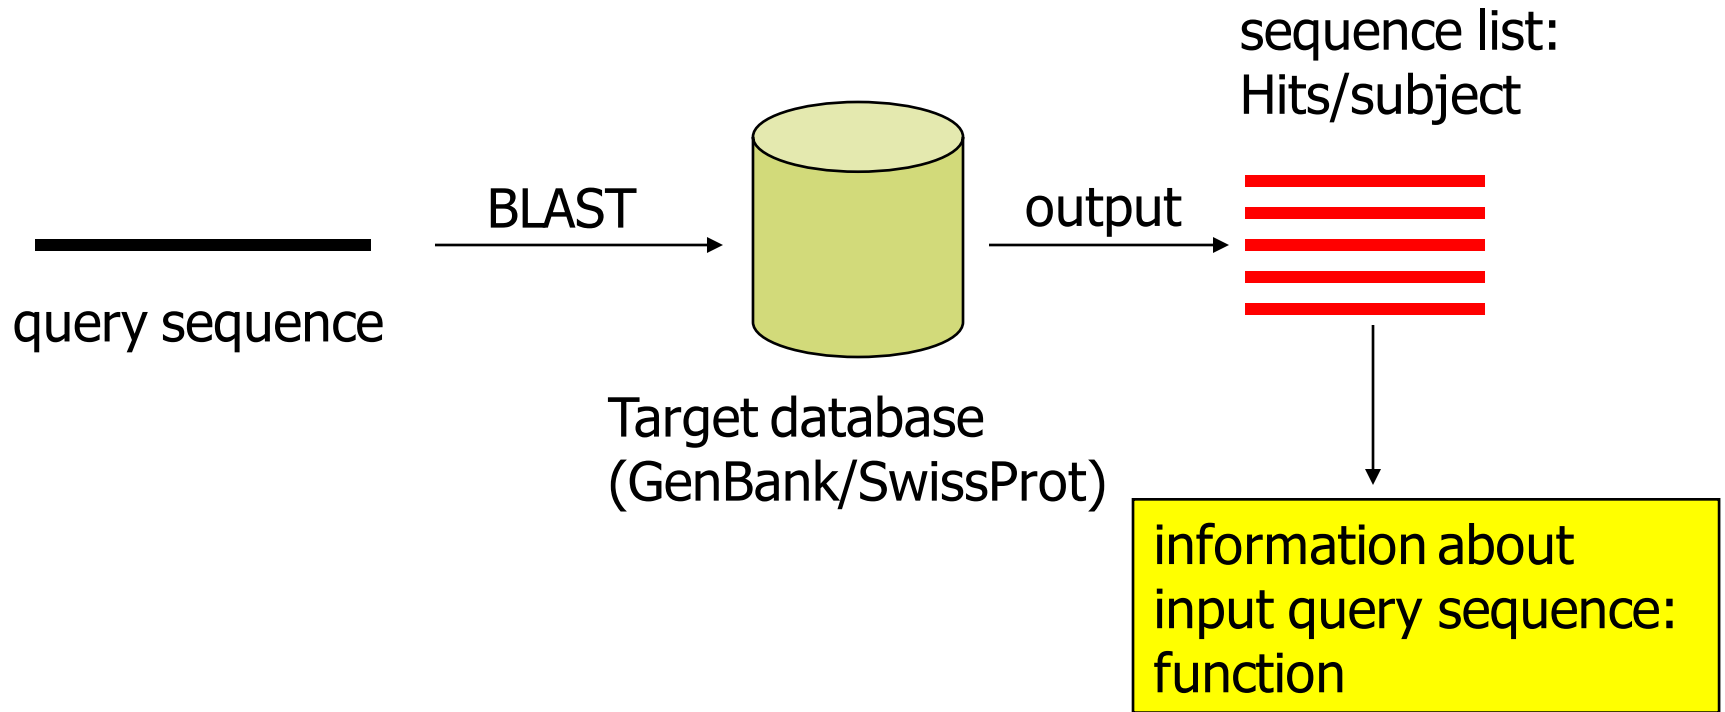 query sequence
BLAST
Target database
(GenBank/SwissProt)
output
sequence list:
Hits/subject
information about
input query sequence:
function